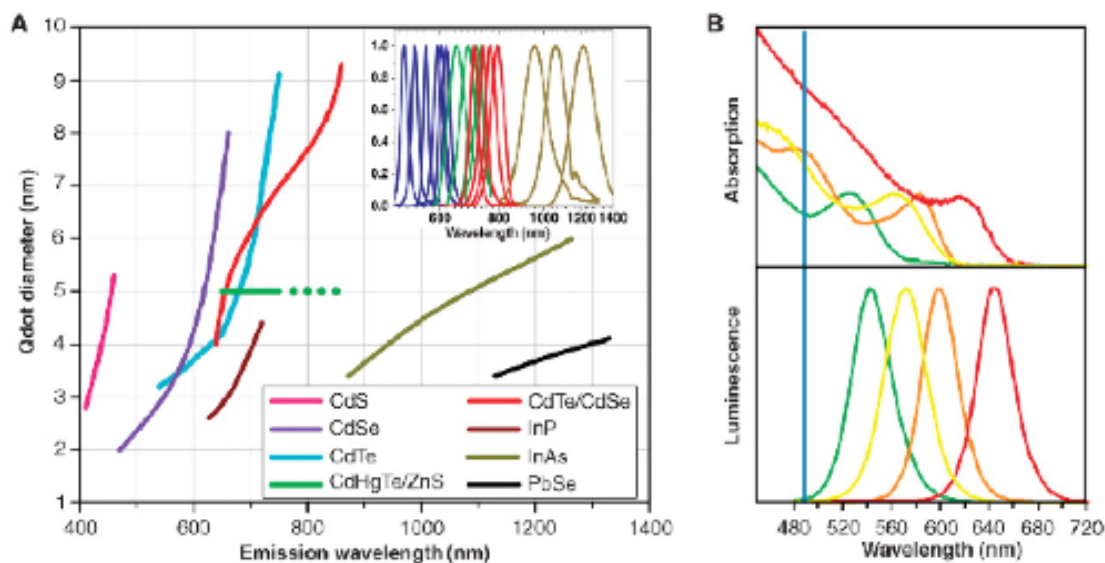 A
Qdot diameter (nm)
10
9
8
7
6
5
4
3
2
1
400 600 800 1000 1200 1400
Emission wavelength (nm)
1.0
0.8
0.6
0.4
0.2
0.0
600 800 1000 1200 1400
Wavelength (nm)
CdS
CdSe
CdTe
CdHgTe/ZnS
CdTe/CdSe
InP
InAs
PbSe
B
Absorption
Luminescence
480 520 560 600 640 680 720
Wavelength (nm)